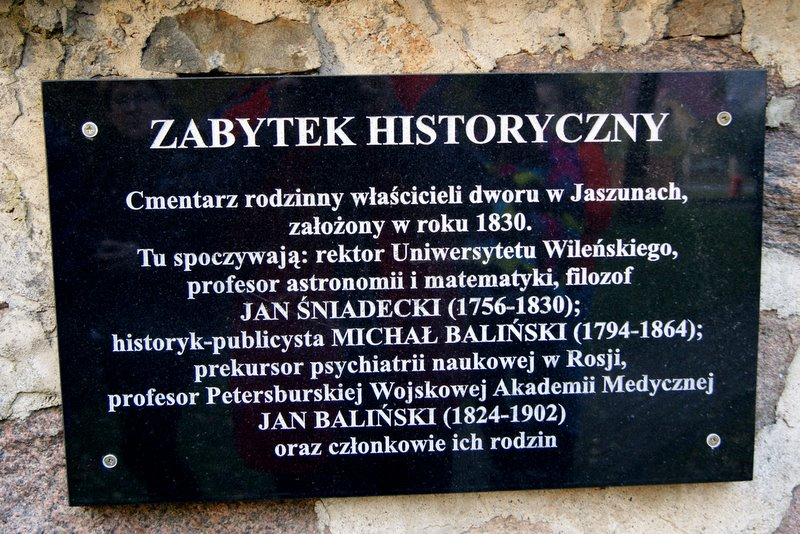 ZABYTEK HISTORYCZNY
Cmentarz rodzinny właścicieli dworu w Jaszunach,
założony w roku 1830.
Tu spoczywają: rektor Uniwersytetu Wileńskiego,
profesor astronomii i matematyki, filozof
JAN ŚNIADECKI (1756-1830);
historyk-publicysta MICHAŁ BALIŃSKI (1794-1864);
prekursor psychiatrii naukowej w Rosji,
profesor Petersburskiej Wojskowej Akademii Medycznej
JAN BALIŃSKI (1824-1902)
oraz członkowie ich rodzin